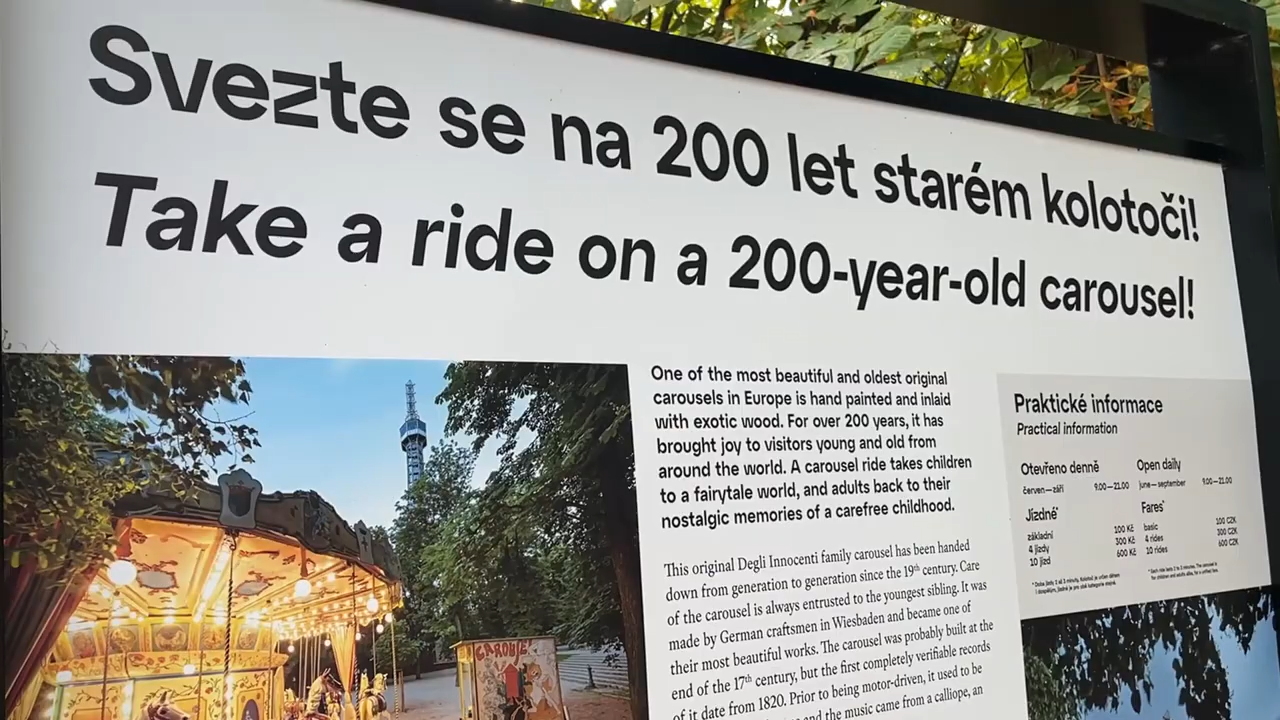 Svezte se na 200 let starém kolotoči!
Take a ride on a 200-year-old carousel!
One of the most beautiful and oldest original
carousels in Europe is hand painted and inlaid
with exotic wood. For over 200 years, it has
brought joy to visitors young and old from
around the world. A carousel ride takes children
to a fairytale world, and adults back to their
nostalgic memories of a carefree childhood.
This original Degli Innocenti family carousel has been handed
down from generation to generation since the 19th century. Care
of the carousel is always entrusted to the youngest sibling. It was
made by German craftsmen in Wiesbaden and became one of
their most beautiful works. The carousel was probably built at the
end of the 17th century, but the first completely verifiable records
of it date from 1820. Prior to being motor-driven, it used to be
and the music came from a calliope, an
Praktické informace
Practical information
Otevřeno denně
červen—září 9.00—21.00
Jízdné*
základní 100 Kč
4 jízdy 300 Kč
10 jízd 600 Kč
Open daily
june—september 9.00—21.00
Fares*
basic 100 CZK
4 rides 300 CZK
10 rides 600 CZK